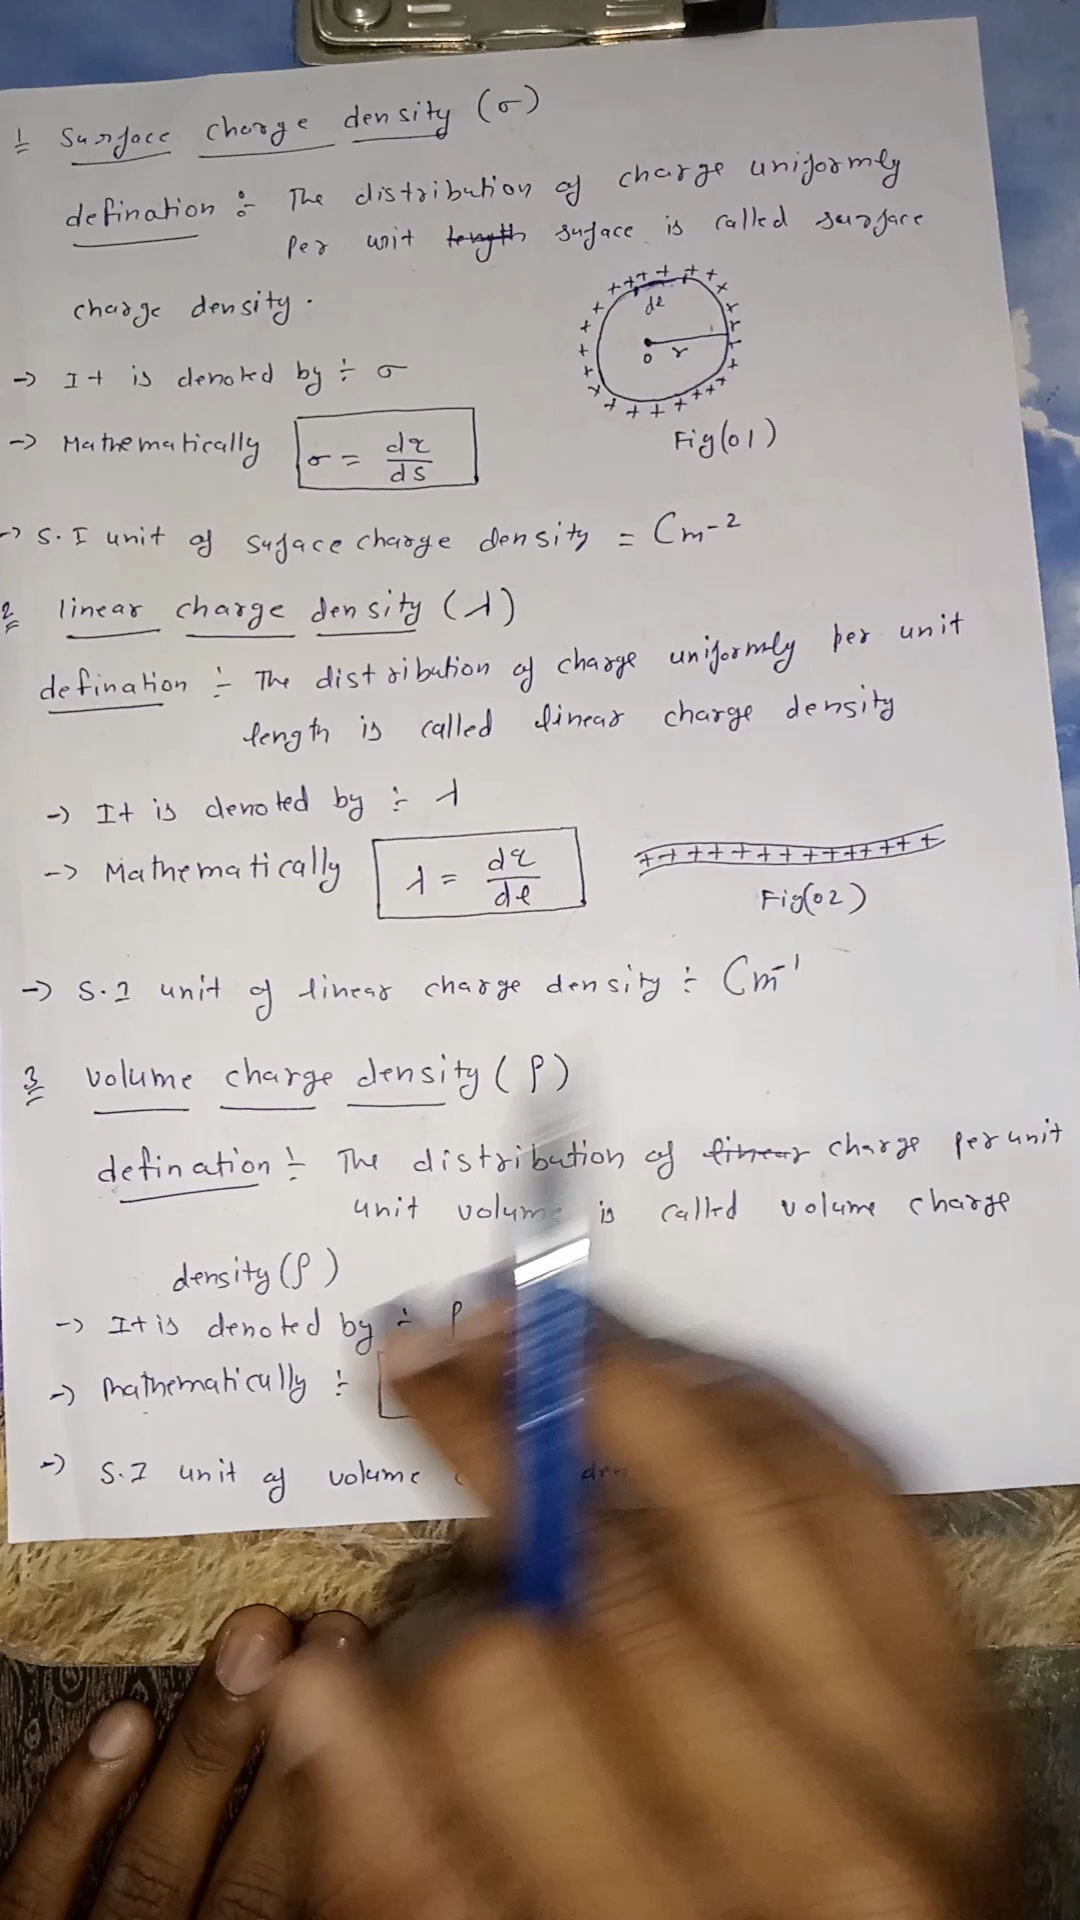 1 Surface charge density (σ)
defination ÷ The distribution of charge uniformly
per unit length suface is called surface
charge density.
+ + + + + + + +
de
o r
Fig(01)
→ It is denoted by ÷ σ
→ Mathematically σ = dq/ds
→ S.I unit of suface charge density = Cm-2
2 linear charge density (λ)
defination ÷ The distribution of charge uniformly per unit
length is called linear charge density
→ It is denoted by ÷ λ
→ Mathematically λ = dq/dl
+ + + + + + + + + + + + +
Fig(02)
→ S.I unit of linear charge density ÷ Cm⁻¹
3 volume charge density (ρ)
defination ÷ The distribution of linear charge per unit
unit volume is called volume charge
density (ρ)
→ It is denoted by ÷ ρ
→ Mathematically ÷
→ S.I unit of volume